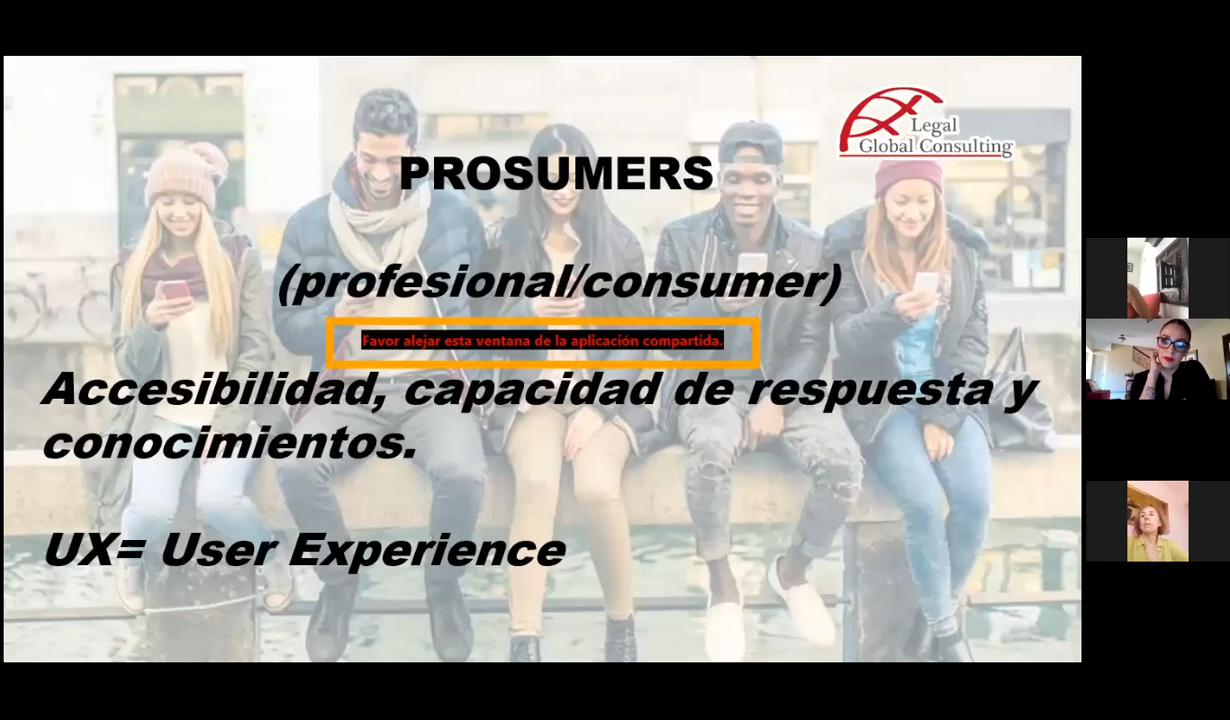 Legal
Global Consulting
PROSUMERS
(profesional/consumer)
Favor alejar esta ventana de la aplicación compartida.
Accesibilidad, capacidad de respuesta y
conocimientos.
UX= User Experience